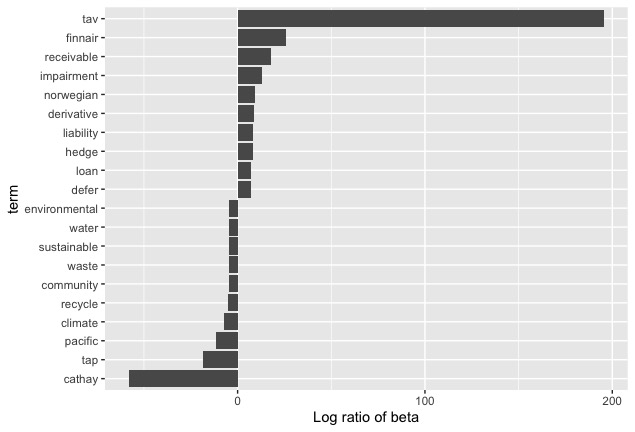 tav
finnair
receivable
impairment
norwegian
derivative
liability
hedge
loan
defer
environmental
water
sustainable
waste
community
recycle
climate
pacific
tap
cathay
term
0 100 200
Log ratio of beta